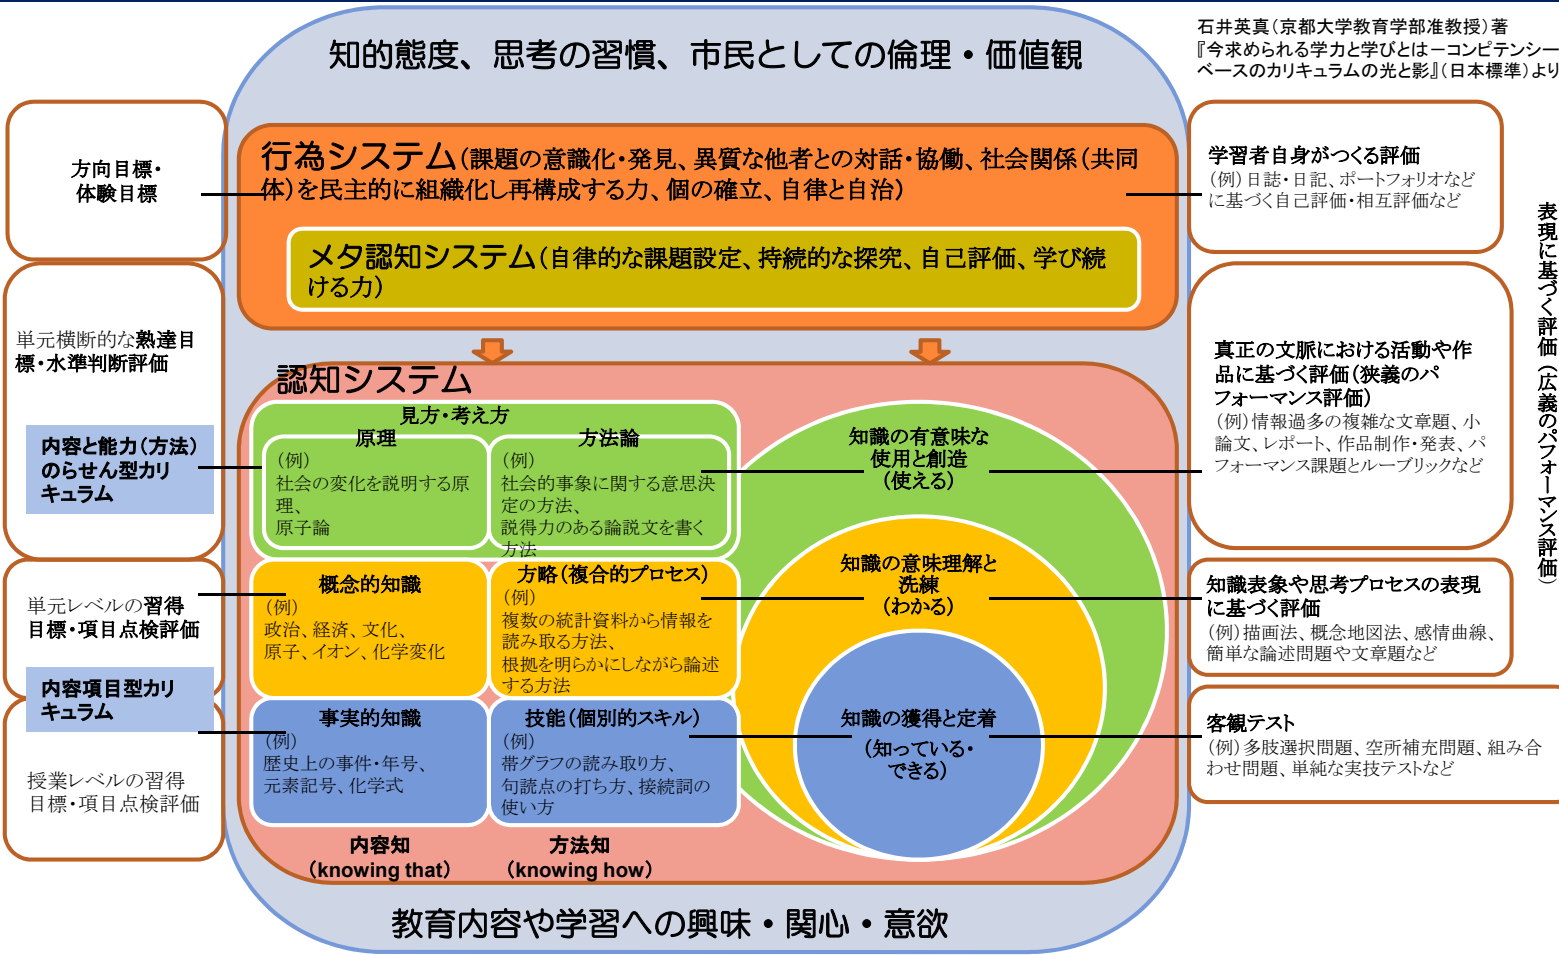 知的態度、思考の習慣、市民としての倫理・価値観
石井英真(京都大学教育学部准教授)著
『今求められる学力と学びとは－コンピテンシー
ベースのカリキュラムの光と影』(日本標準)より
方向目標・
体験目標
行為システム(課題の意識化・発見、異質な他者との対話・協働、社会関係(共同
体)を民主的に組織化し再構成する力、個の確立、自律と自治)
メタ認知システム(自律的な課題設定、持続的な探究、自己評価、学び続
ける力)
学習者自身がつくる評価
(例)日誌・日記、ポートフォリオなど
に基づく自己評価・相互評価など
表現に基づく評価(広義のパフォーマンス評価)
単元横断的な熟達目
標・水準判断評価
内容と能力(方法)
のらせん型カリ
キュラム
認知システム
見方・考え方
原理
(例)
社会の変化を説明する原
理、
原子論
方法論
(例)
社会的事象に関する意思決
定の方法、
説得力のある論説文を書く
方法
知識の有意味な
使用と創造
(使える)
真正の文脈における活動や作
品に基づく評価(狭義のパ
フォーマンス評価)
(例)情報過多の複雑な文章題、小
論文、レポート、作品制作・発表、パ
フォーマンス課題とルーブリックなど
単元レベルの習得
目標・項目点検評価
内容項目型カリ
キュラム
概念的知識
(例)
政治、経済、文化、
原子、イオン、化学変化
方略(複合的プロセス)
(例)
複数の統計資料から情報を
読み取る方法、
根拠を明らかにしながら論述
する方法
知識の意味理解と
洗練
(わかる)
知識表象や思考プロセスの表現
に基づく評価
(例)描画法、概念地図法、感情曲線、
簡単な論述問題や文章題など
授業レベルの習得
目標・項目点検評価
事実的知識
(例)
歴史上の事件・年号、
元素記号、化学式
技能(個別的スキル)
(例)
帯グラフの読み取り方、
句読点の打ち方、接続詞の
使い方
知識の獲得と定着
(知っている・
できる)
客観テスト
(例)多肢選択問題、空所補充問題、組み合
わせ問題、単純な実技テストなど
内容知
(knowing that)
方法知
(knowing how)
教育内容や学習への興味・関心・意欲